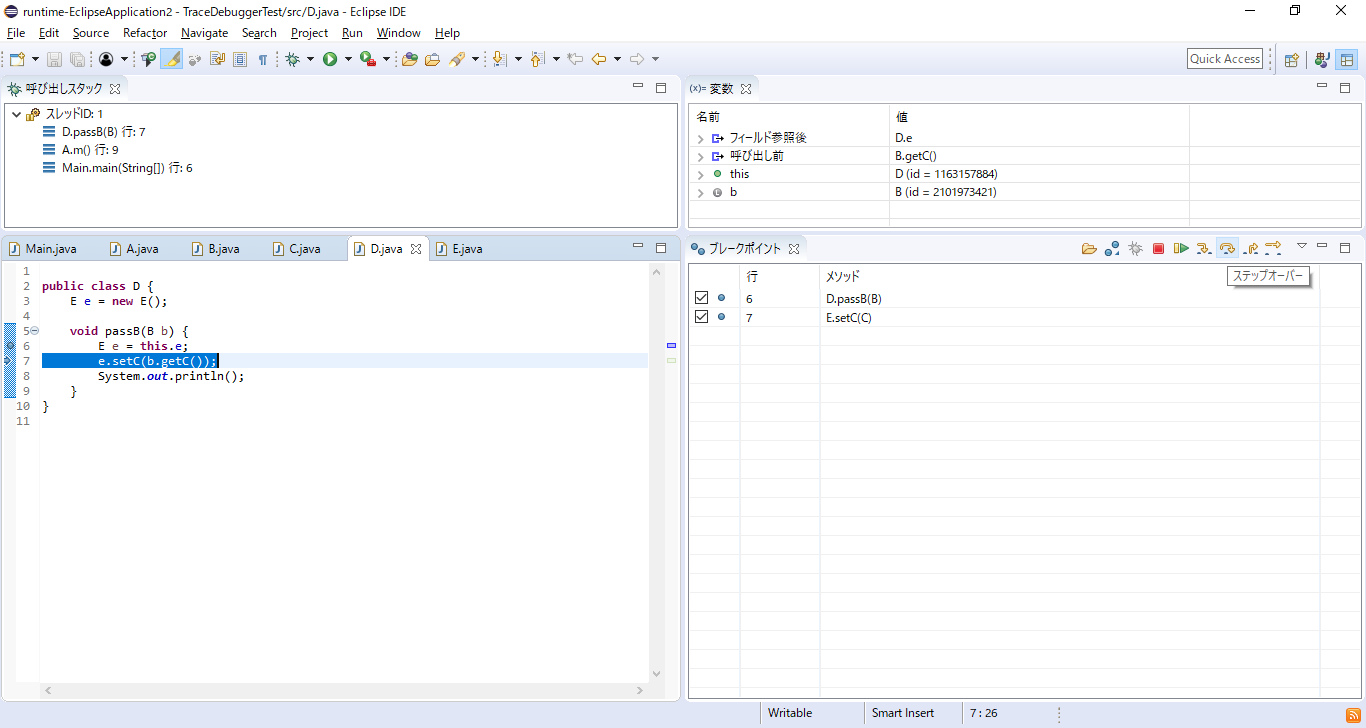 runtime-EclipseApplication2 - TraceDebuggerTest/src/D.java - Eclipse IDE
File Edit Source Refactor Navigate Search Project Run Window Help
Quick Access
呼び出しスタック
スレッドID: 1
D.passB(B) 行: 7
A.m() 行: 9
Main.main(String[]) 行: 6
(x)= 変数
名前 値
フィールド参照後 D.e
呼び出し前 B.getC()
this D (id = 1163157884)
b B (id = 2101973421)
Main.java A.java B.java C.java D.java E.java
1
2 public class D {
3 E e = new E();
4
5 void passB(B b) {
6 E e = this.e;
7 e.setC(b.getC());
8 System.out.println();
9 }
10 }
11
ブレークポイント
ステップオーバー
行 メソッド
6 D.passB(B)
7 E.setC(C)
Writable Smart Insert 7 : 26